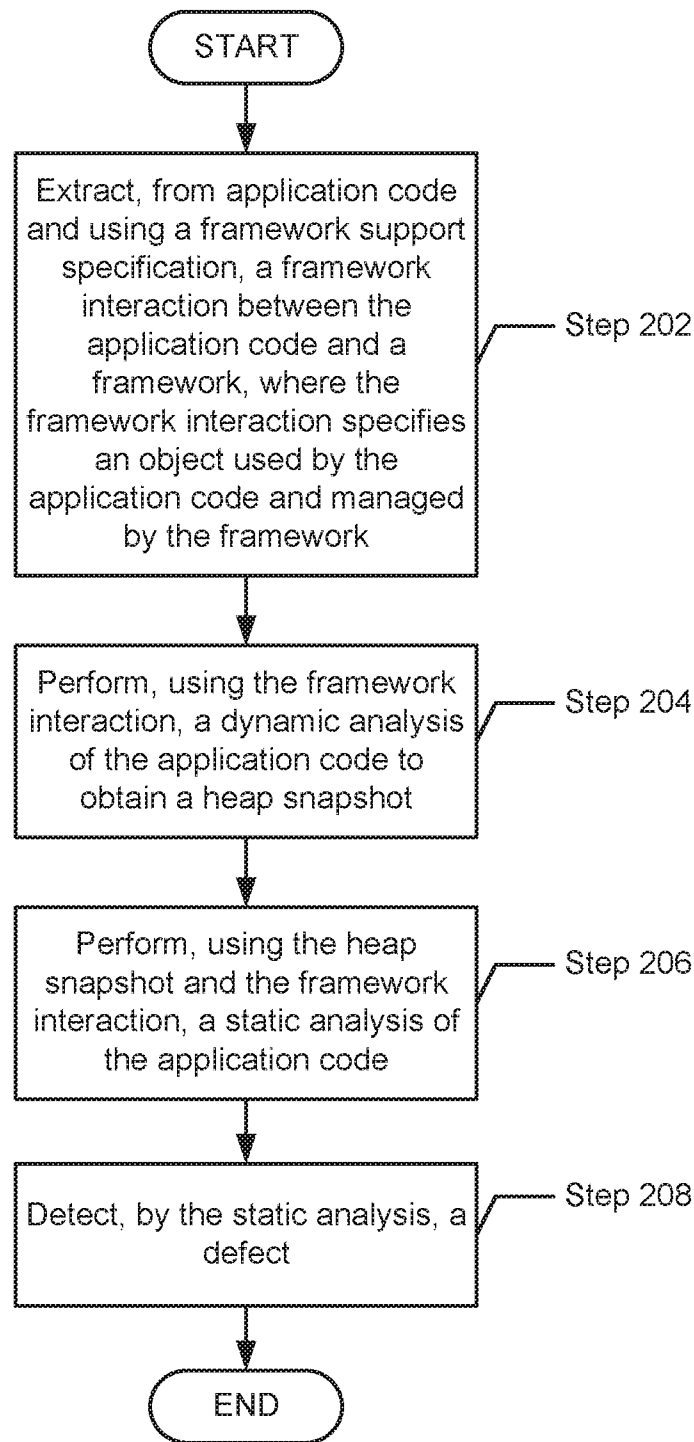 START
Extract, from application code
and using a framework support
specification, a framework
interaction between the
application code and a
framework, where the
framework interaction specifies
an object used by the
application code and managed
by the framework
Step 202
Perform, using the framework
interaction, a dynamic analysis
of the application code to
obtain a heap snapshot
Step 204
Perform, using the heap
snapshot and the framework
interaction, a static analysis of
the application code
Step 206
Detect, by the static analysis, a
defect
Step 208
END